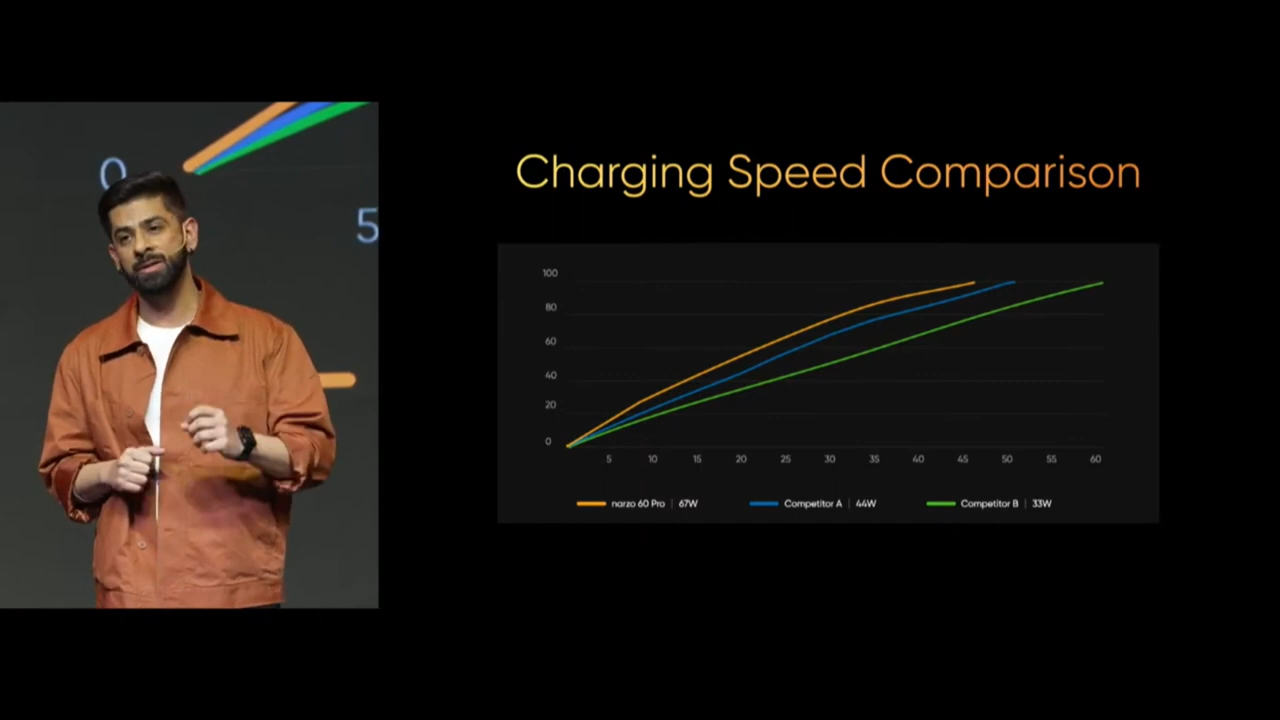 0
5
Charging Speed Comparison
100
80
60
40
20
0
5 10 15 20 25 30 35 40 45 50 55 60
narzo 60 Pro | 67W
Competitor A | 44W
Competitor B | 33W